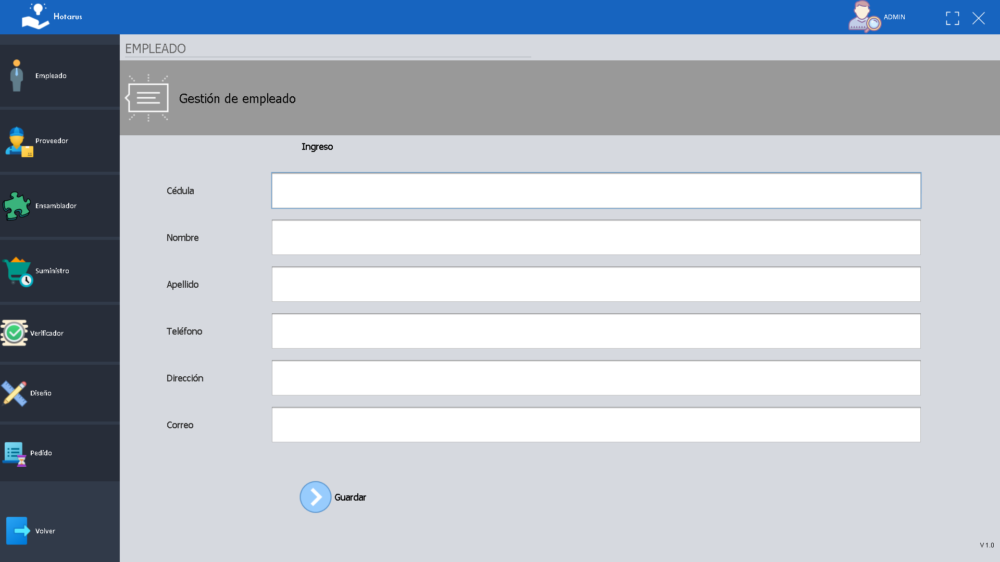 Hotarus
ADMIN
EMPLEADO
Gestión de empleado
Empleado
Proveedor
Ensamblador
Suministro
Verificador
Diseño
Pedido
Volver
Ingreso
Cédula
Nombre
Apellido
Teléfono
Dirección
Correo
Guardar
V 1.0